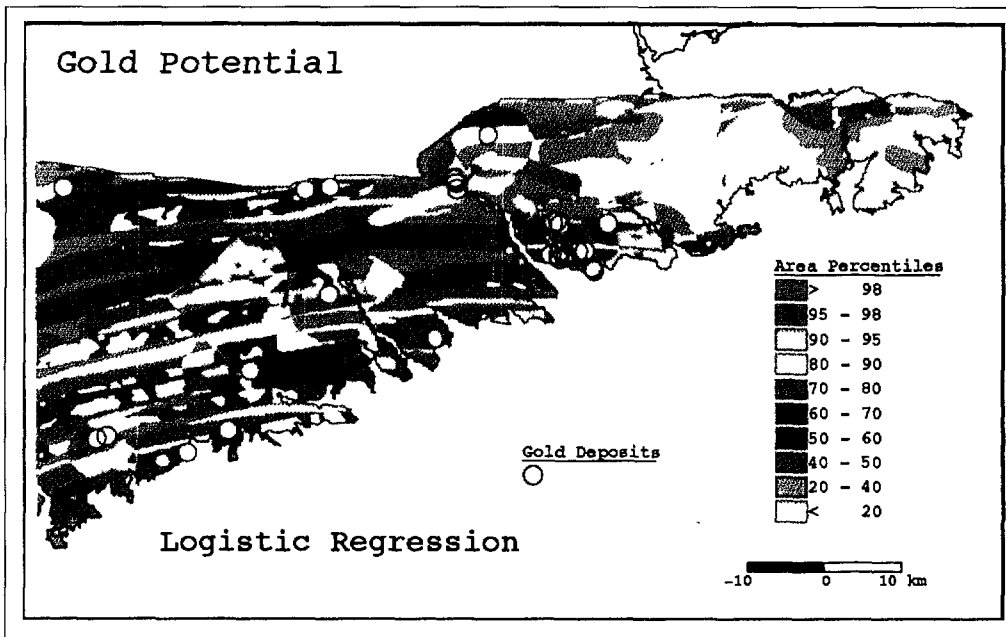 Gold Potential
Area Percentiles
> 98
95 - 98
90 - 95
80 - 90
70 - 80
60 - 70
50 - 60
40 - 50
20 - 40
< 20
Gold Deposits
Logistic Regression
-10 0 10 km